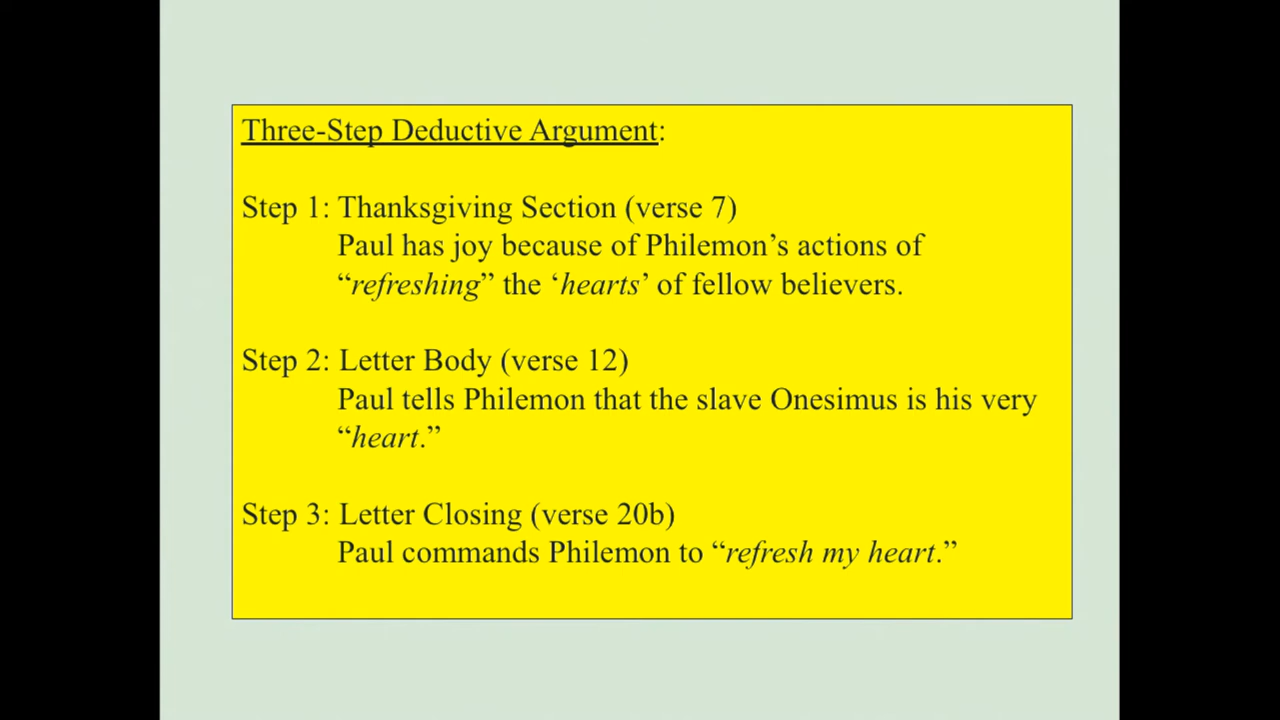 Three-Step Deductive Argument:
Step 1: Thanksgiving Section (verse 7)
Paul has joy because of Philemon’s actions of
“refreshing” the ‘hearts’ of fellow believers.
Step 2: Letter Body (verse 12)
Paul tells Philemon that the slave Onesimus is his very
“heart.”
Step 3: Letter Closing (verse 20b)
Paul commands Philemon to “refresh my heart.”